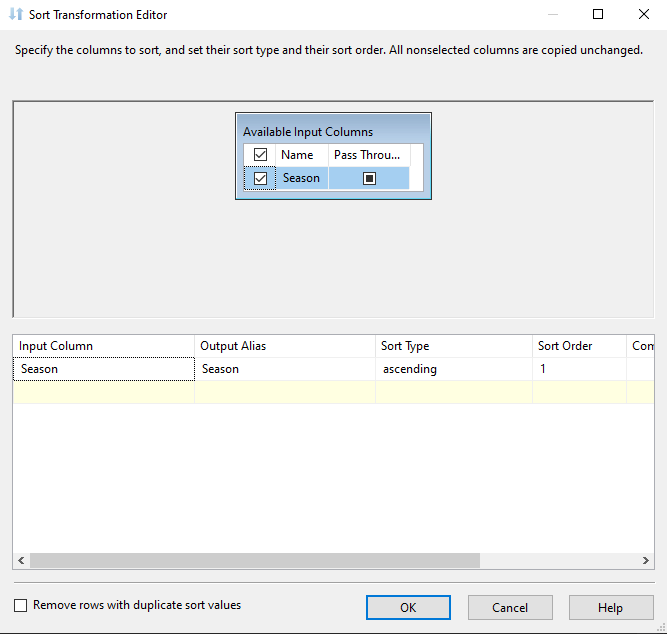 Sort Transformation Editor
Specify the columns to sort, and set their sort type and their sort order. All nonselected columns are copied unchanged.
Available Input Columns
Name Pass Throu...
Season
Input Column Output Alias Sort Type Sort Order Com
Season Season ascending 1
Remove rows with duplicate sort values OK Cancel Help